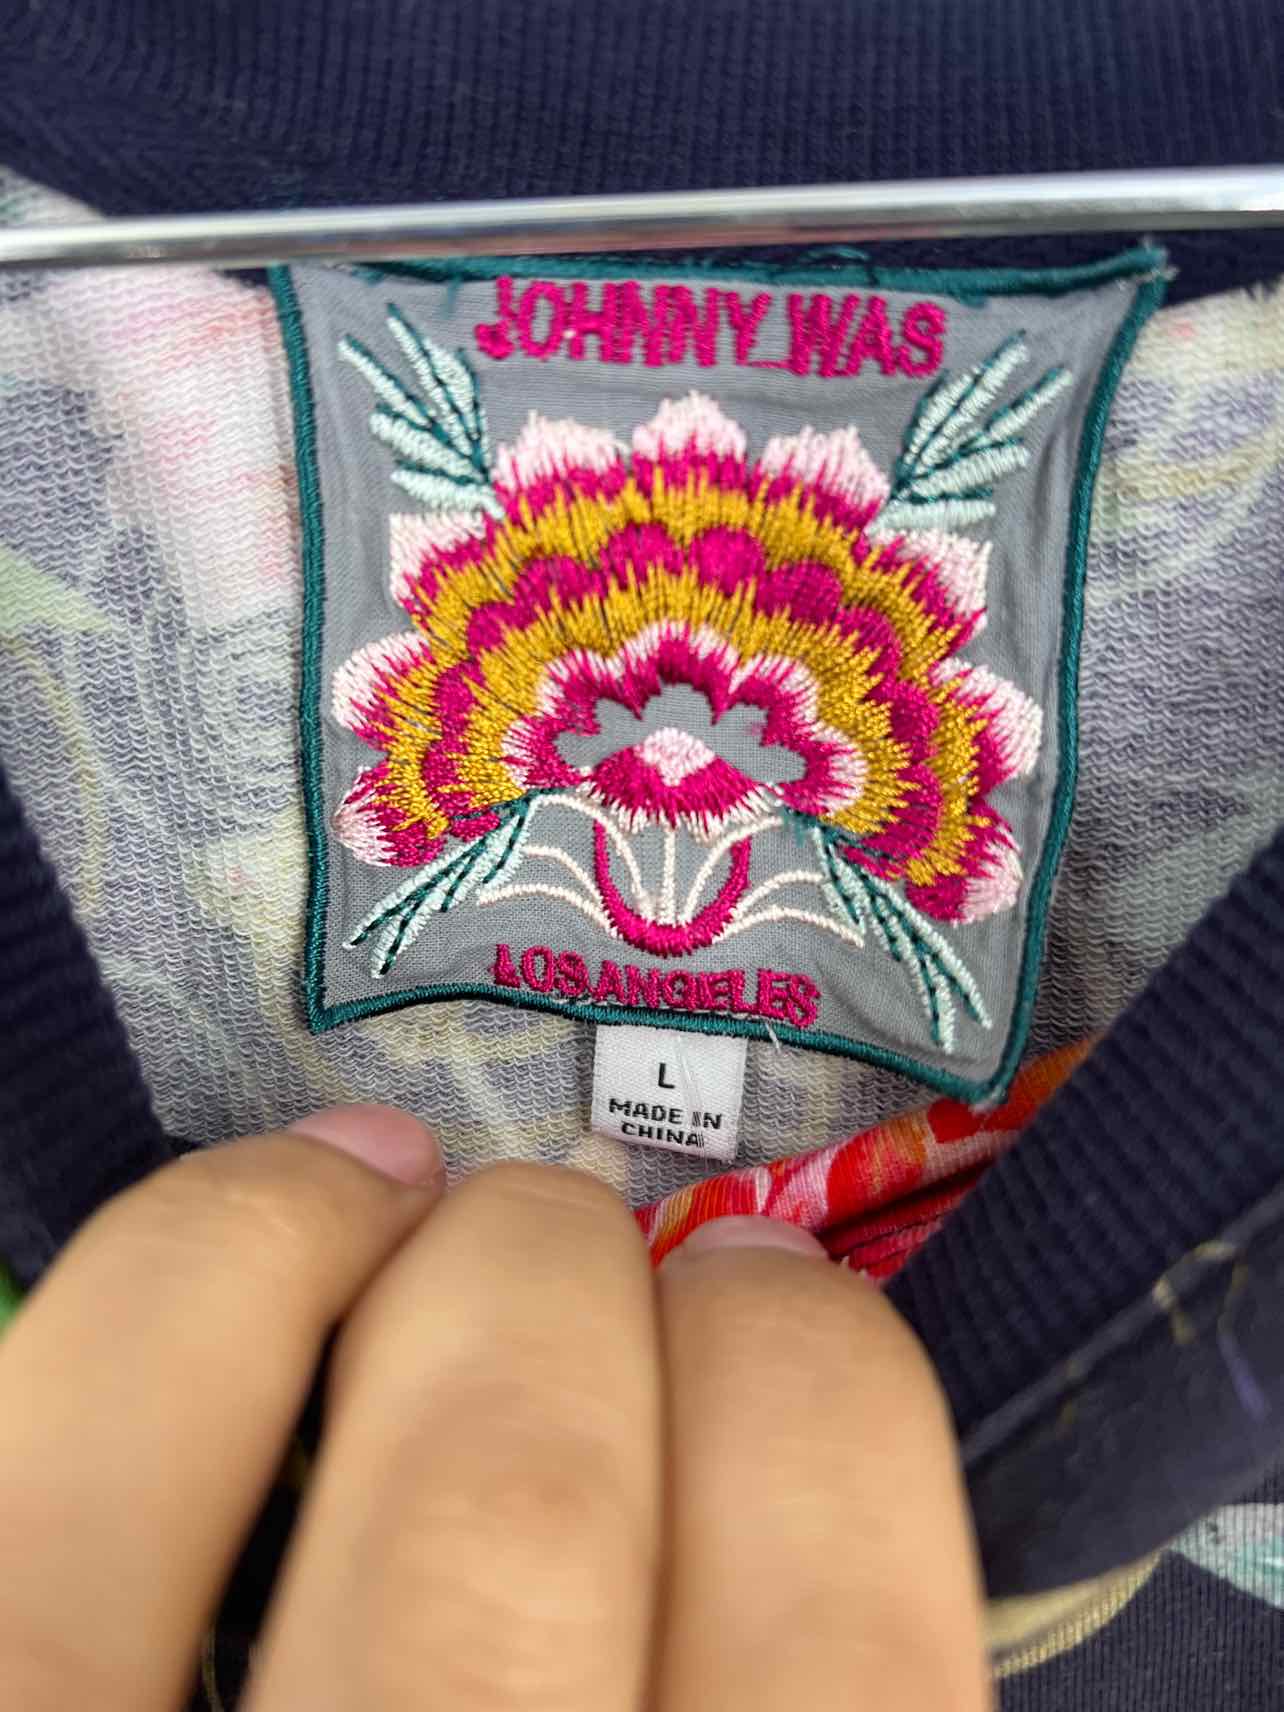 JOHNNY WAS
LOS ANGELES
L
MADE IN
CHINA